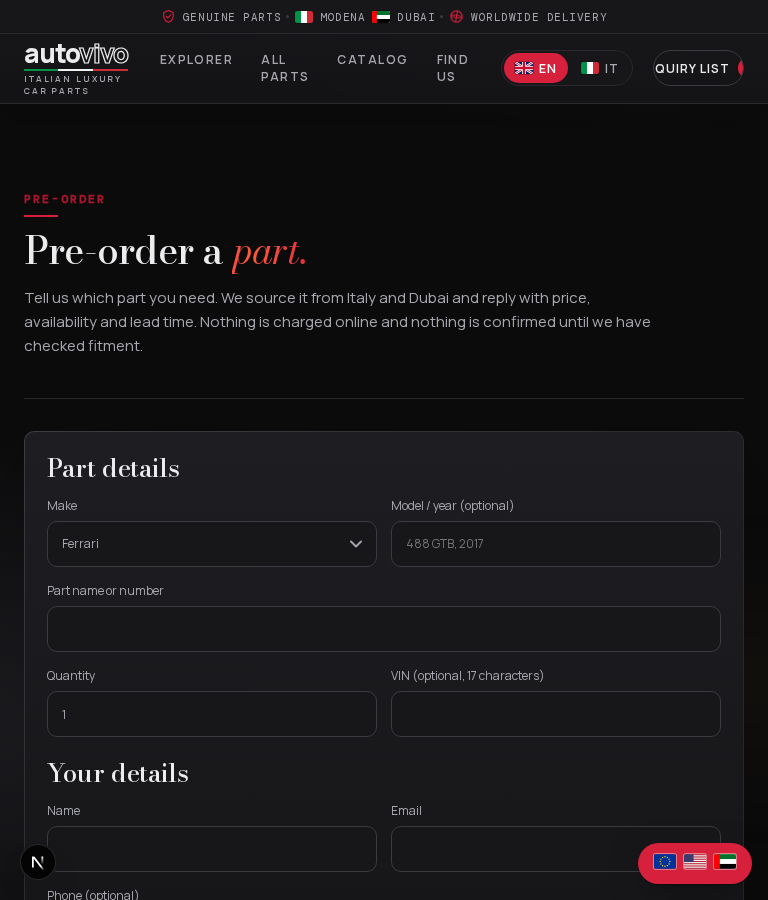 GENUINE PARTS • MODENA DUBAI • WORLDWIDE DELIVERY
autovivo
ITALIAN LUXURY
CAR PARTS
EXPLORER
ALL
PARTS
CATALOG
FIND
US
EN
IT
QUIRY LIST
PRE-ORDER
Pre-order a part.
Tell us which part you need. We source it from Italy and Dubai and reply with price,
availability and lead time. Nothing is charged online and nothing is confirmed until we have
checked fitment.
Part details
Make
Model / year (optional)
Ferrari
488 GTB, 2017
Part name or number
Quantity
VIN (optional, 17 characters)
1
Your details
Name
Email
N
Phone (optional)